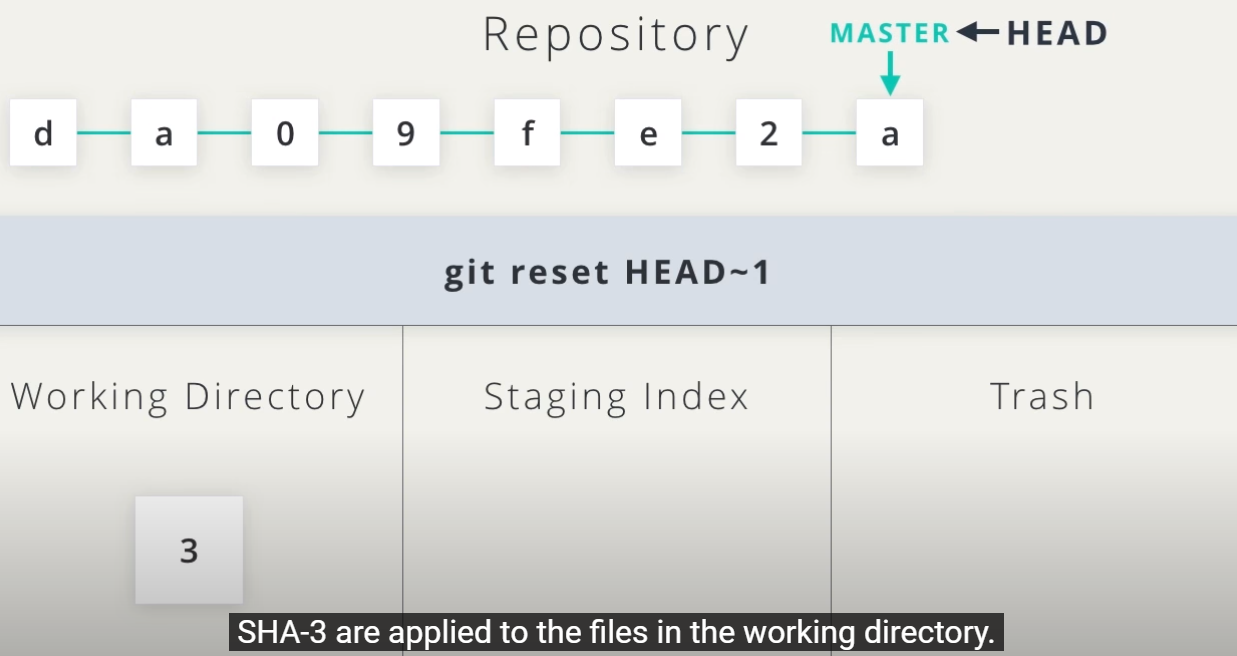 Repository
MASTER HEAD
d a 0 9 f e 2 a
git reset HEAD~1
Working Directory
Staging Index
Trash
3
SHA-3 are applied to the files in the working directory.